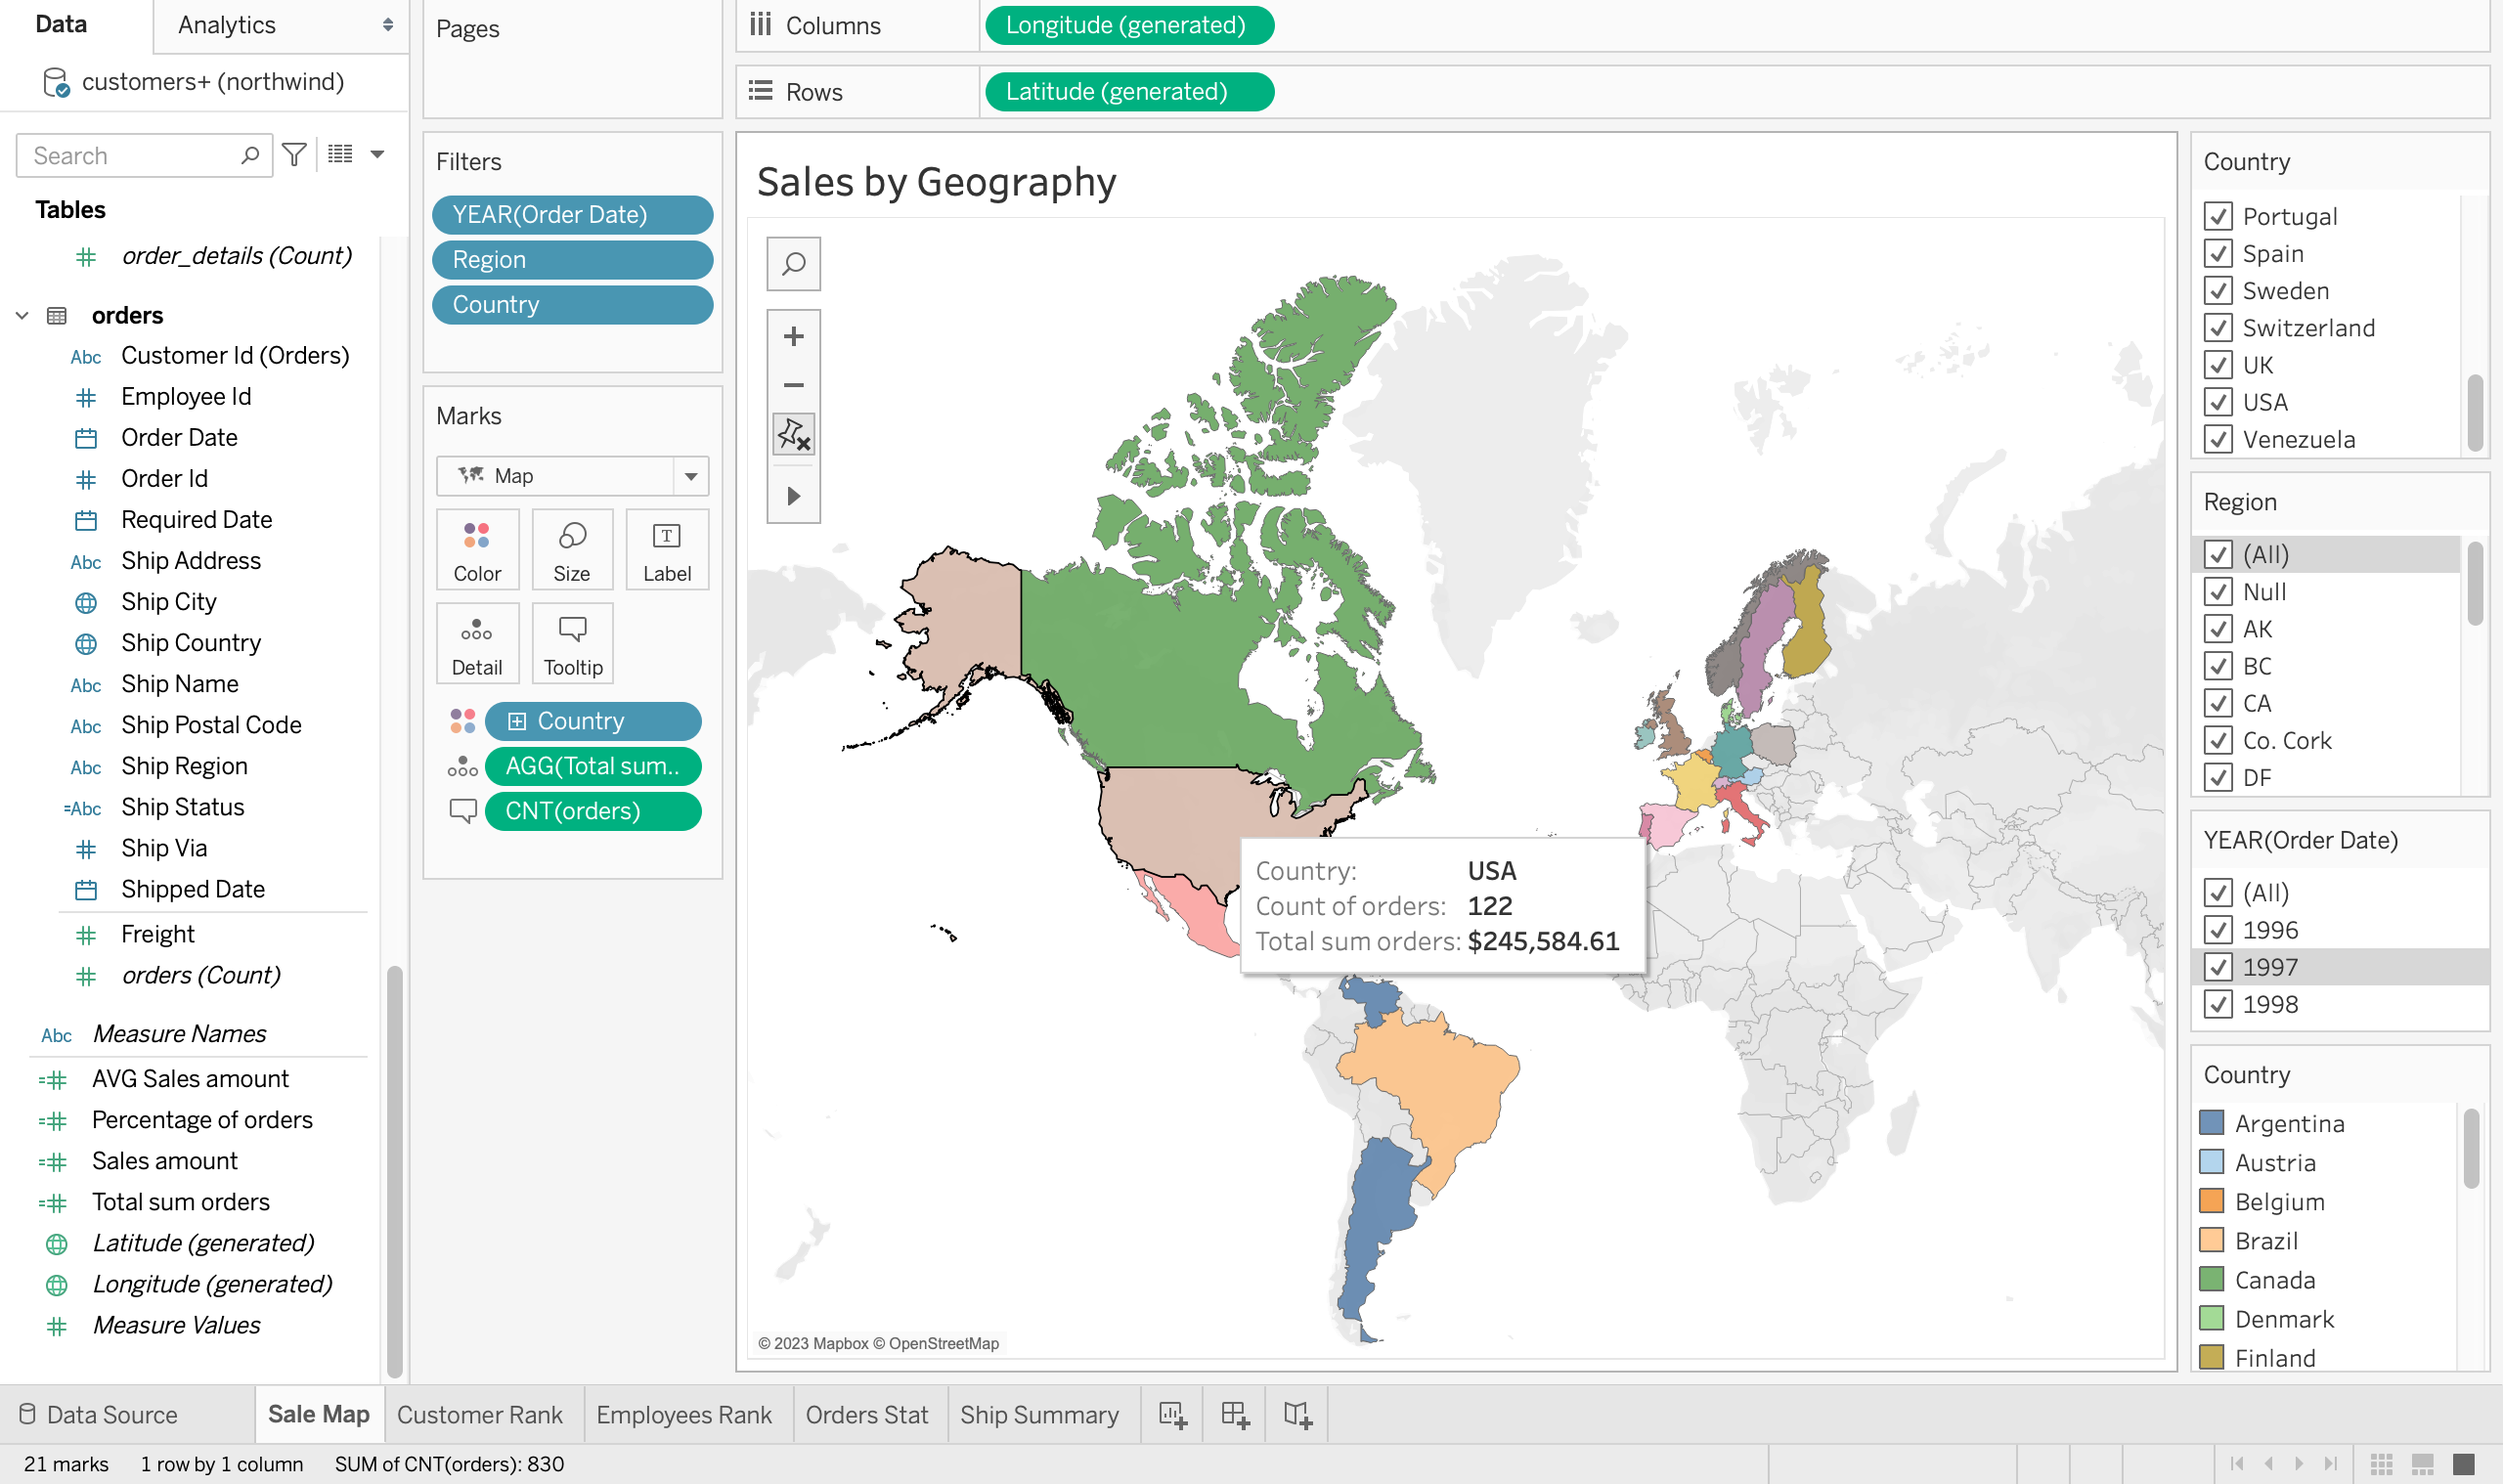 Data
Analytics
customers+ (northwind)
Search
Tables
order_details (Count)
orders
Abc Customer Id (Orders)
Employee Id
Order Date
Order Id
Required Date
Abc Ship Address
Ship City
Ship Country
Abc Ship Name
Abc Ship Postal Code
Abc Ship Region
=Abc Ship Status
Ship Via
Shipped Date
Freight
orders (Count)
Abc Measure Names
AVG Sales amount
Percentage of orders
Sales amount
Total sum orders
Latitude (generated)
Longitude (generated)
Measure Values
Pages
Filters
YEAR(Order Date)
Region
Country
Marks
Map
Color
Size
Label
Detail
Tooltip
Country
AGG(Total sum..
CNT(orders)
Columns
Longitude (generated)
Rows
Latitude (generated)
Sales by Geography
Country: USA
Count of orders: 122
Total sum orders: $245,584.61
© 2023 Mapbox © OpenStreetMap
Country
Portugal
Spain
Sweden
Switzerland
UK
USA
Venezuela
Region
(All)
Null
AK
BC
CA
Co. Cork
DF
YEAR(Order Date)
(All)
1996
1997
1998
Country
Argentina
Austria
Belgium
Brazil
Canada
Denmark
Finland
Data Source
Sale Map
Customer Rank
Employees Rank
Orders Stat
Ship Summary
21 marks
1 row by 1 column
SUM of CNT(orders): 830